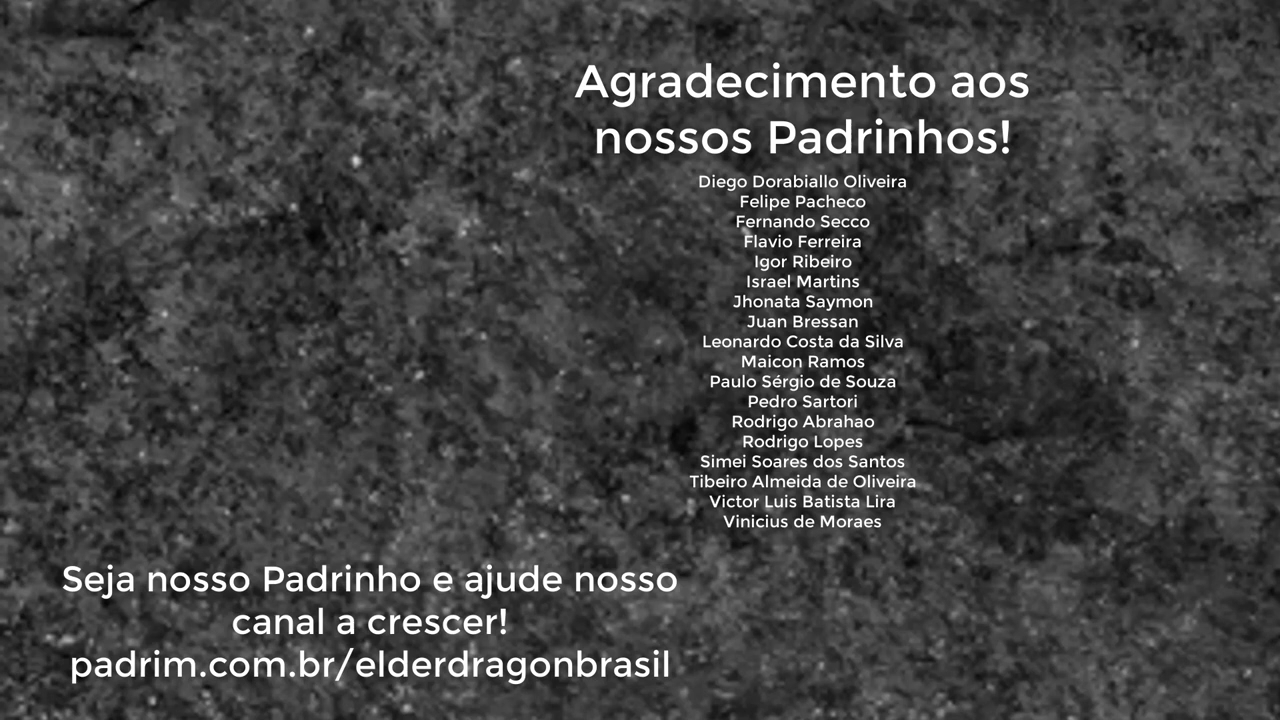 Agradecimento aos
nossos Padrinhos!
Diego Dorabiallo Oliveira
Felipe Pacheco
Fernando Secco
Flavio Ferreira
Igor Ribeiro
Israel Martins
Jhonata Saymon
Juan Bressan
Leonardo Costa da Silva
Maicon Ramos
Paulo Sérgio de Souza
Pedro Sartori
Rodrigo Abrahao
Rodrigo Lopes
Simei Soares dos Santos
Tibeiro Almeida de Oliveira
Victor Luis Batista Lira
Vinicius de Moraes
Seja nosso Padrinho e ajude nosso
canal a crescer!
padrim.com.br/elderdragonbrasil